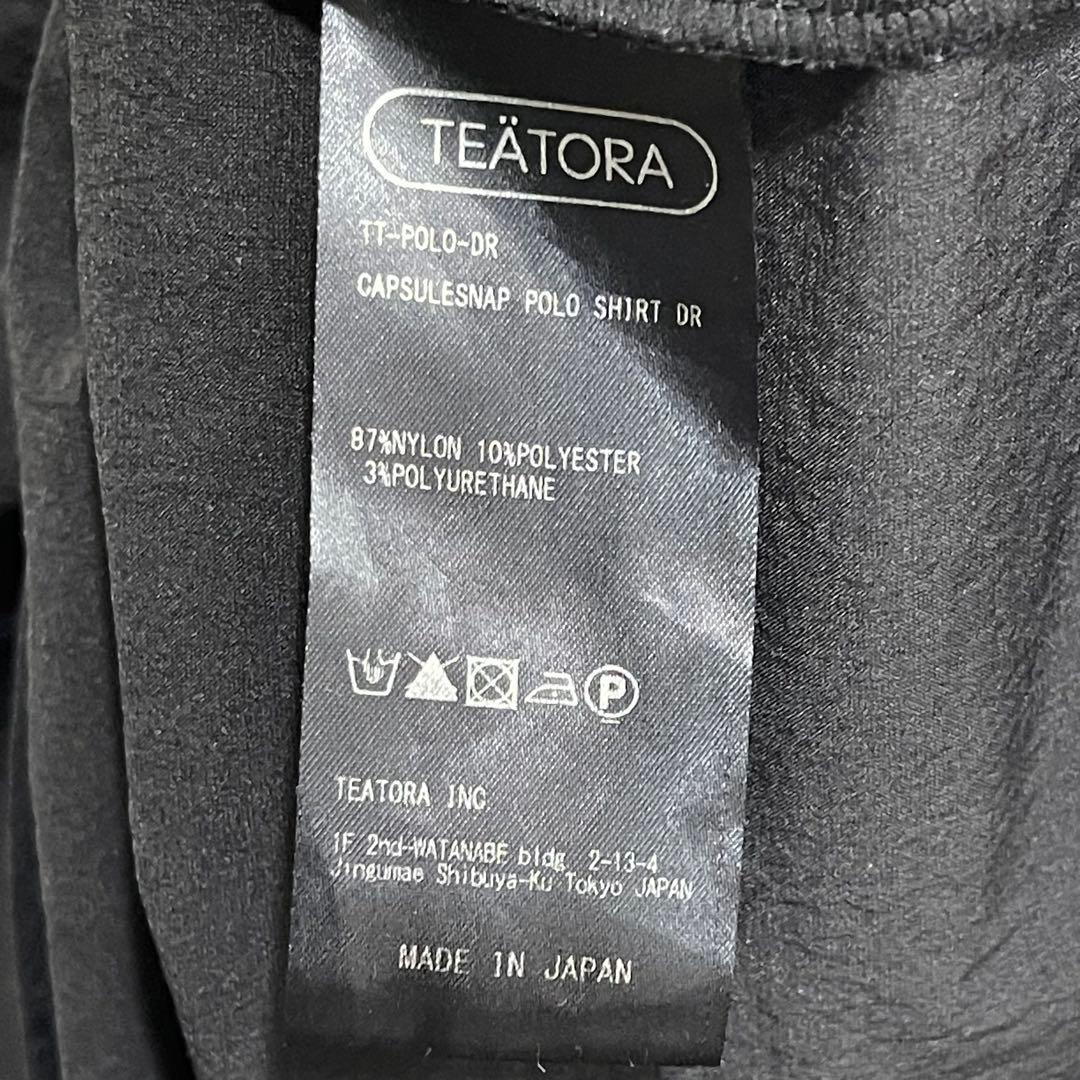 TEÄTORA
TT-POLO-DR
CAPSULESNAP POLO SHIRT DR
87%NYLON 10%POLYESTER
3%POLYURETHANE
P
TEATORA INC
1F 2nd-WATANABE bldg 2-13-4
Jingumae Shibuya-Ku Tokyo JAPAN
MADE IN JAPAN